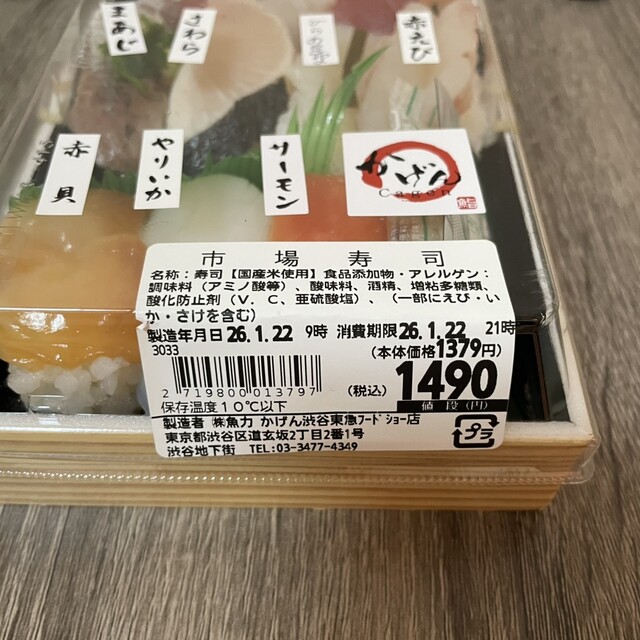 まあじ
さわら
赤えび
赤貝
やりいか
サーモン
かげん
Cagen
鮨
市場寿司
名称：寿司【国産米使用】食品添加物・アレルゲン：
調味料（アミノ酸等）、酸味料、酒精、増粘多糖類、
酸化防止剤（V．C、亜硫酸塩）、（一部にえび・い
か・さけを含む）
製造年月日26.1.22 9時 消費期限26.1.22 21時
3033
（本体価格1379円）
2719800013797
(税込) 1490
値段(円)
保存温度10℃以下
プラ
製造者 ㈱魚力 かげん渋谷東急フードショー店
東京都渋谷区道玄坂2丁目2番1号
渋谷地下街 TEL:03-3477-4349